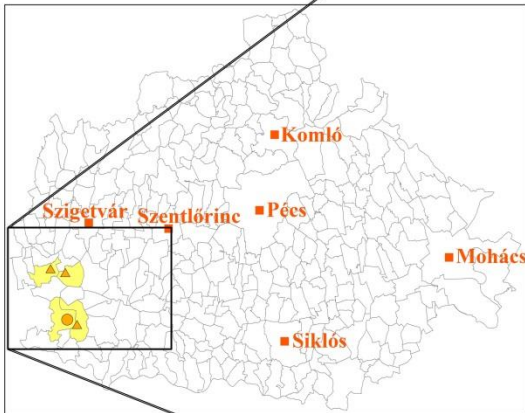 Komló
Szigetvár
Szentlőrinc
Pécs
Mohács
Siklós